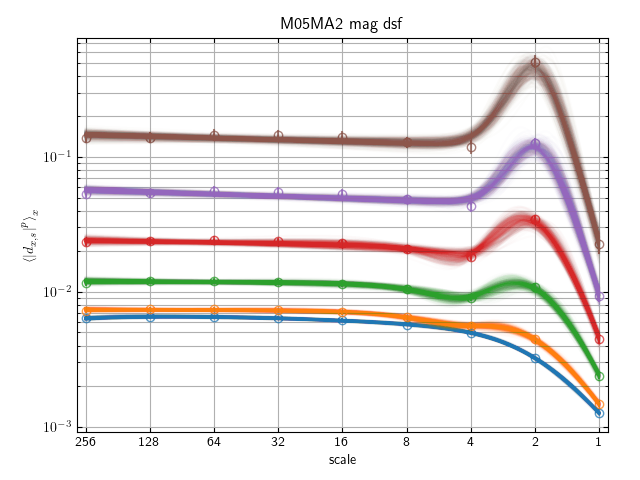 M05MA2 mag dsf
⟨|d_{x,s}|^p⟩_x
10^{-1}
10^{-2}
10^{-3}
256 128 64 32 16 8 4 2 1
scale